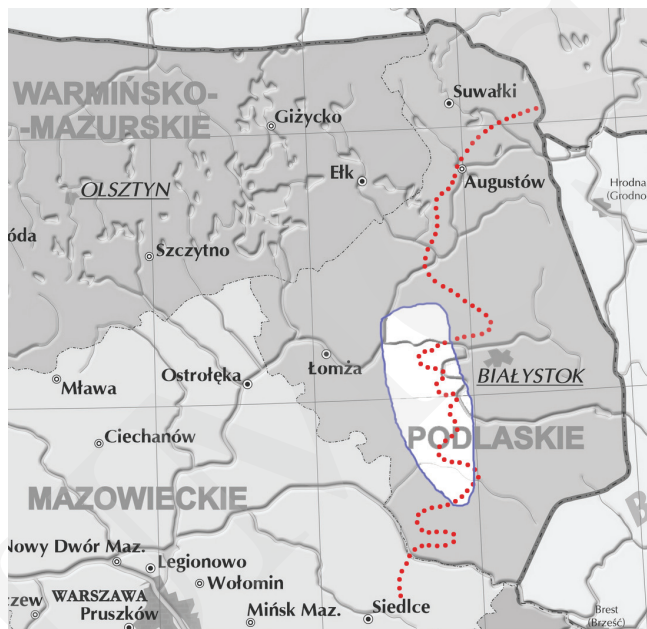 WARMIŃSKO-
-MAZURSKIE
Suwałki
Giżycko
Ełk
Augustów
Hrodna
(Grodno
OLSZTYN
óda
Szczytno
Łomża
BIAŁYSTOK
Mława
Ostrołęka
Ciechanów
PODLASKIE
MAZOWIECKIE
B
Nowy Dwór Maz.
Legionowo
Wołomin
czew
WARSZAWA
Pruszków
Mińsk Maz.
Siedlce
Brest
(Brześć)